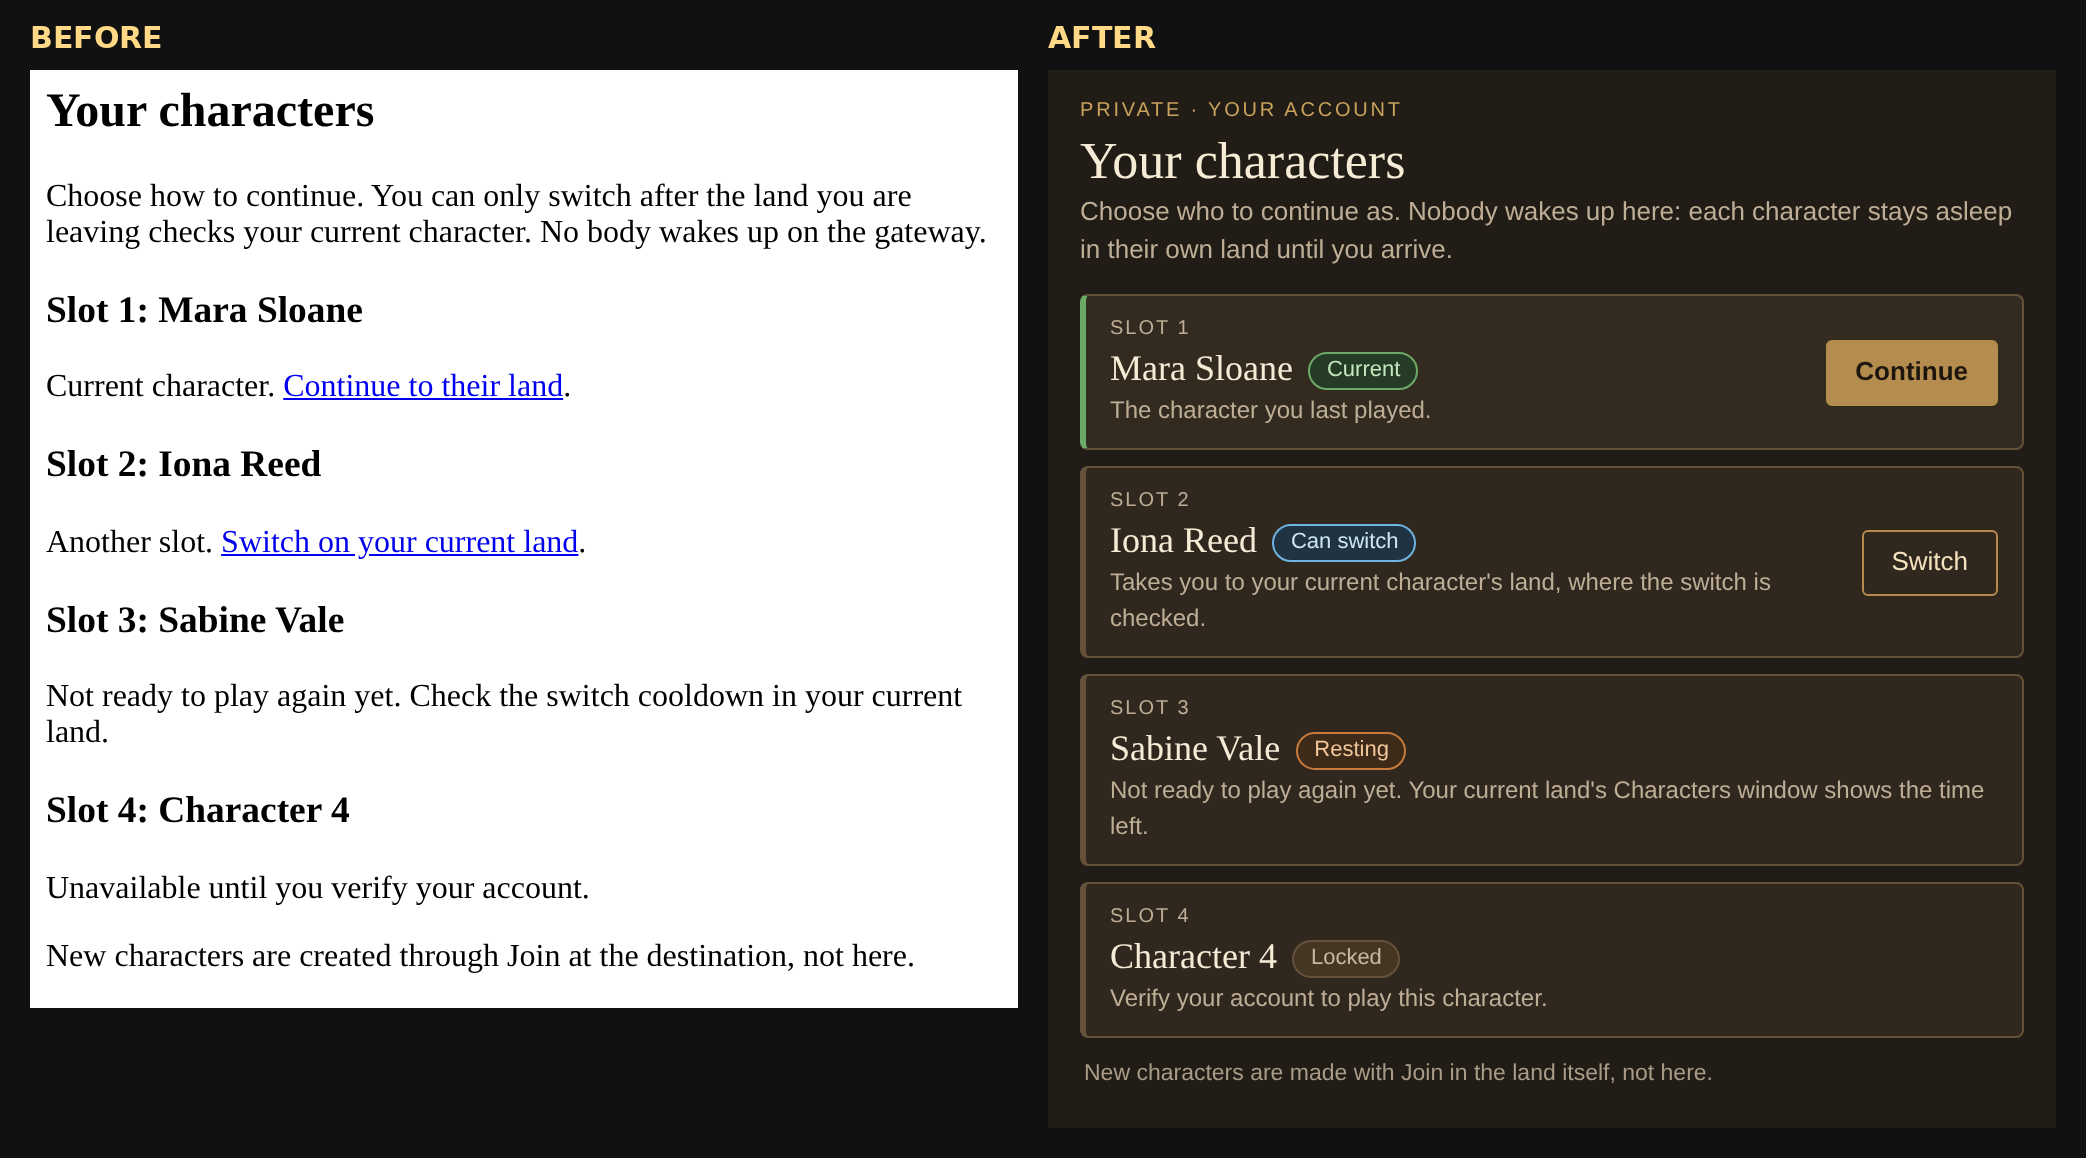 BEFORE
Your characters
Choose how to continue. You can only switch after the land you are
leaving checks your current character. No body wakes up on the gateway.
Slot 1: Mara Sloane
Current character. Continue to their land.
Slot 2: Iona Reed
Another slot. Switch on your current land.
Slot 3: Sabine Vale
Not ready to play again yet. Check the switch cooldown in your current
land.
Slot 4: Character 4
Unavailable until you verify your account.
New characters are created through Join at the destination, not here.
AFTER
PRIVATE · YOUR ACCOUNT
Your characters
Choose who to continue as. Nobody wakes up here: each character stays asleep
in their own land until you arrive.
SLOT 1
Mara Sloane Current
The character you last played.
Continue
SLOT 2
Iona Reed Can switch
Takes you to your current character's land, where the switch is
checked.
Switch
SLOT 3
Sabine Vale Resting
Not ready to play again yet. Your current land's Characters window shows the time
left.
SLOT 4
Character 4 Locked
Verify your account to play this character.
New characters are made with Join in the land itself, not here.